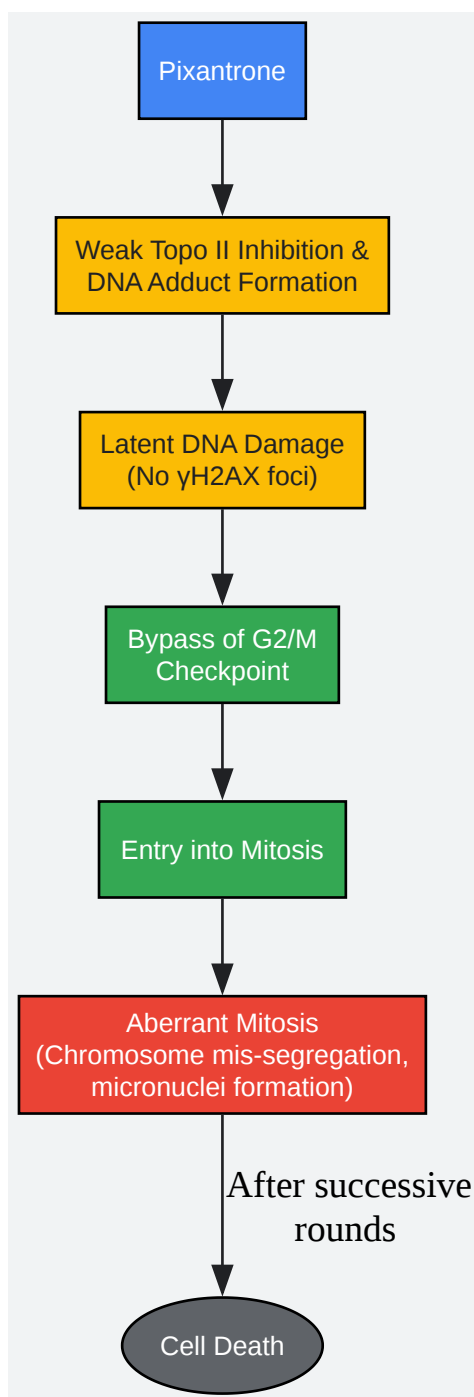 Pixantrone
Weak Topo II Inhibition &
DNA Adduct Formation
Latent DNA Damage
(No γH2AX foci)
Bypass of G2/M
Checkpoint
Entry into Mitosis
Aberrant Mitosis
(Chromosome mis-segregation,
micronuclei formation)
After successive
rounds
Cell Death